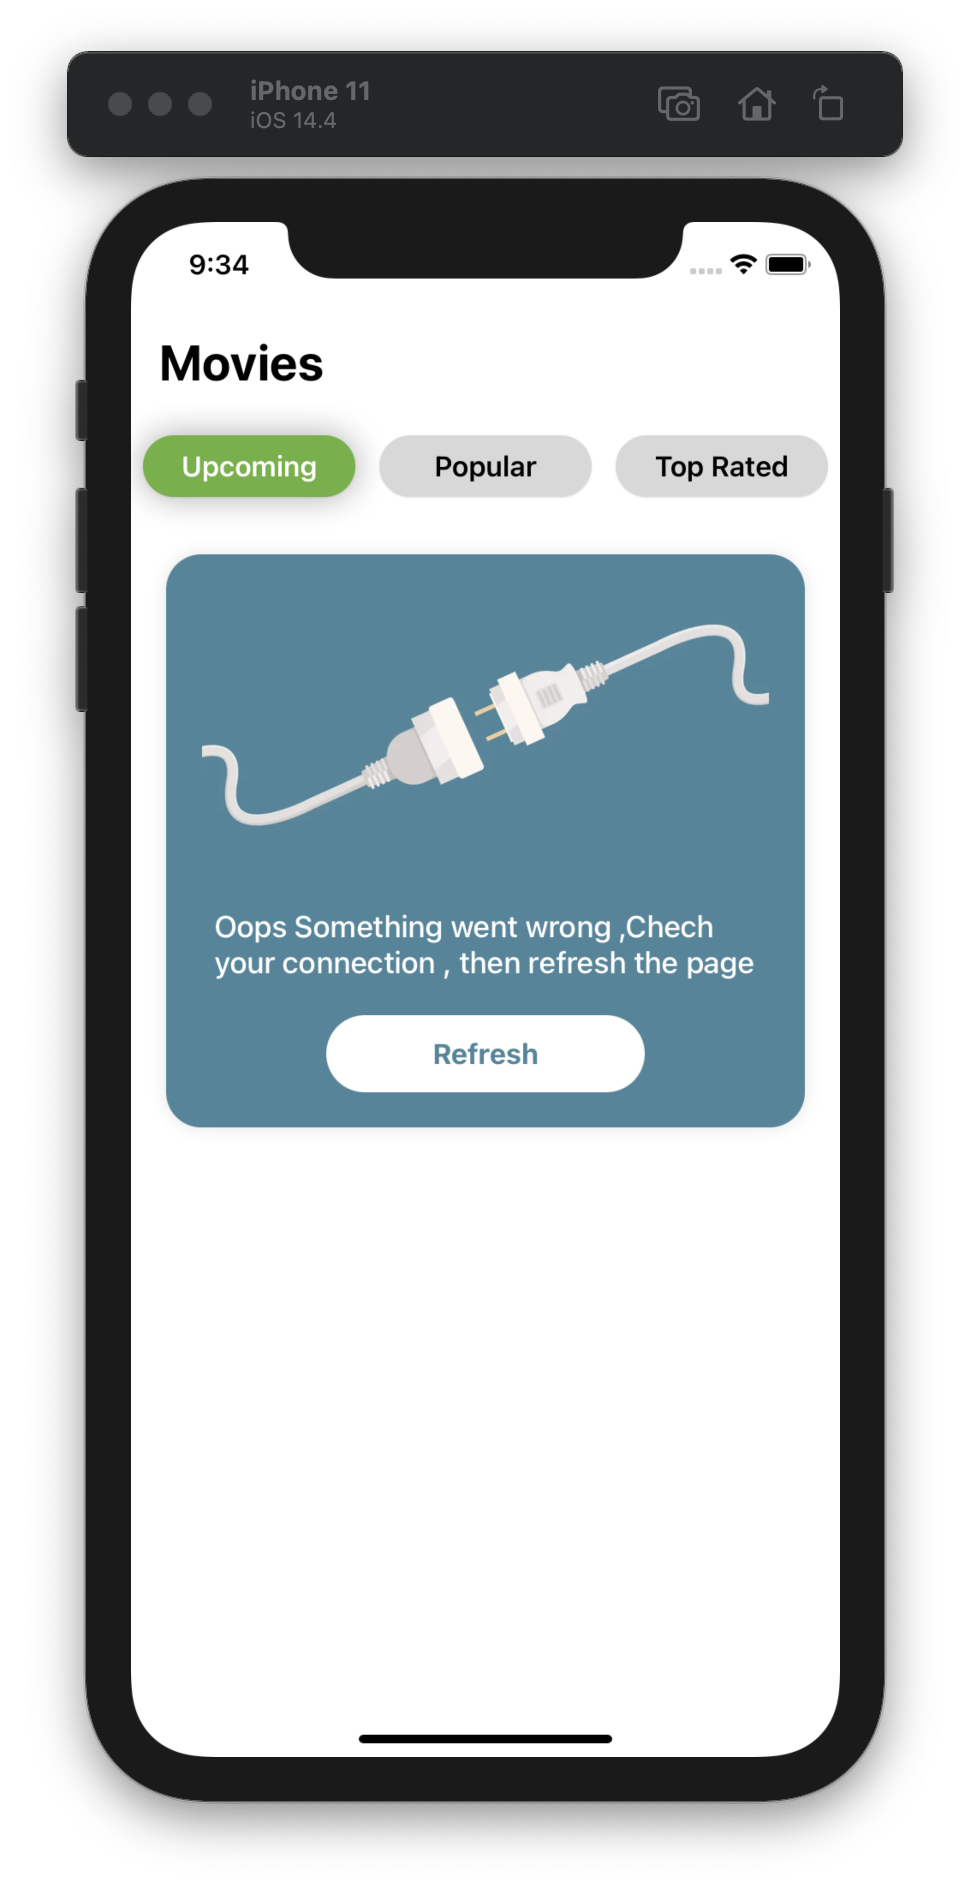 iPhone 11
iOS 14.4
9:34
Movies
Upcoming
Popular
Top Rated
Oops Something went wrong ,Chech
your connection , then refresh the page
Refresh